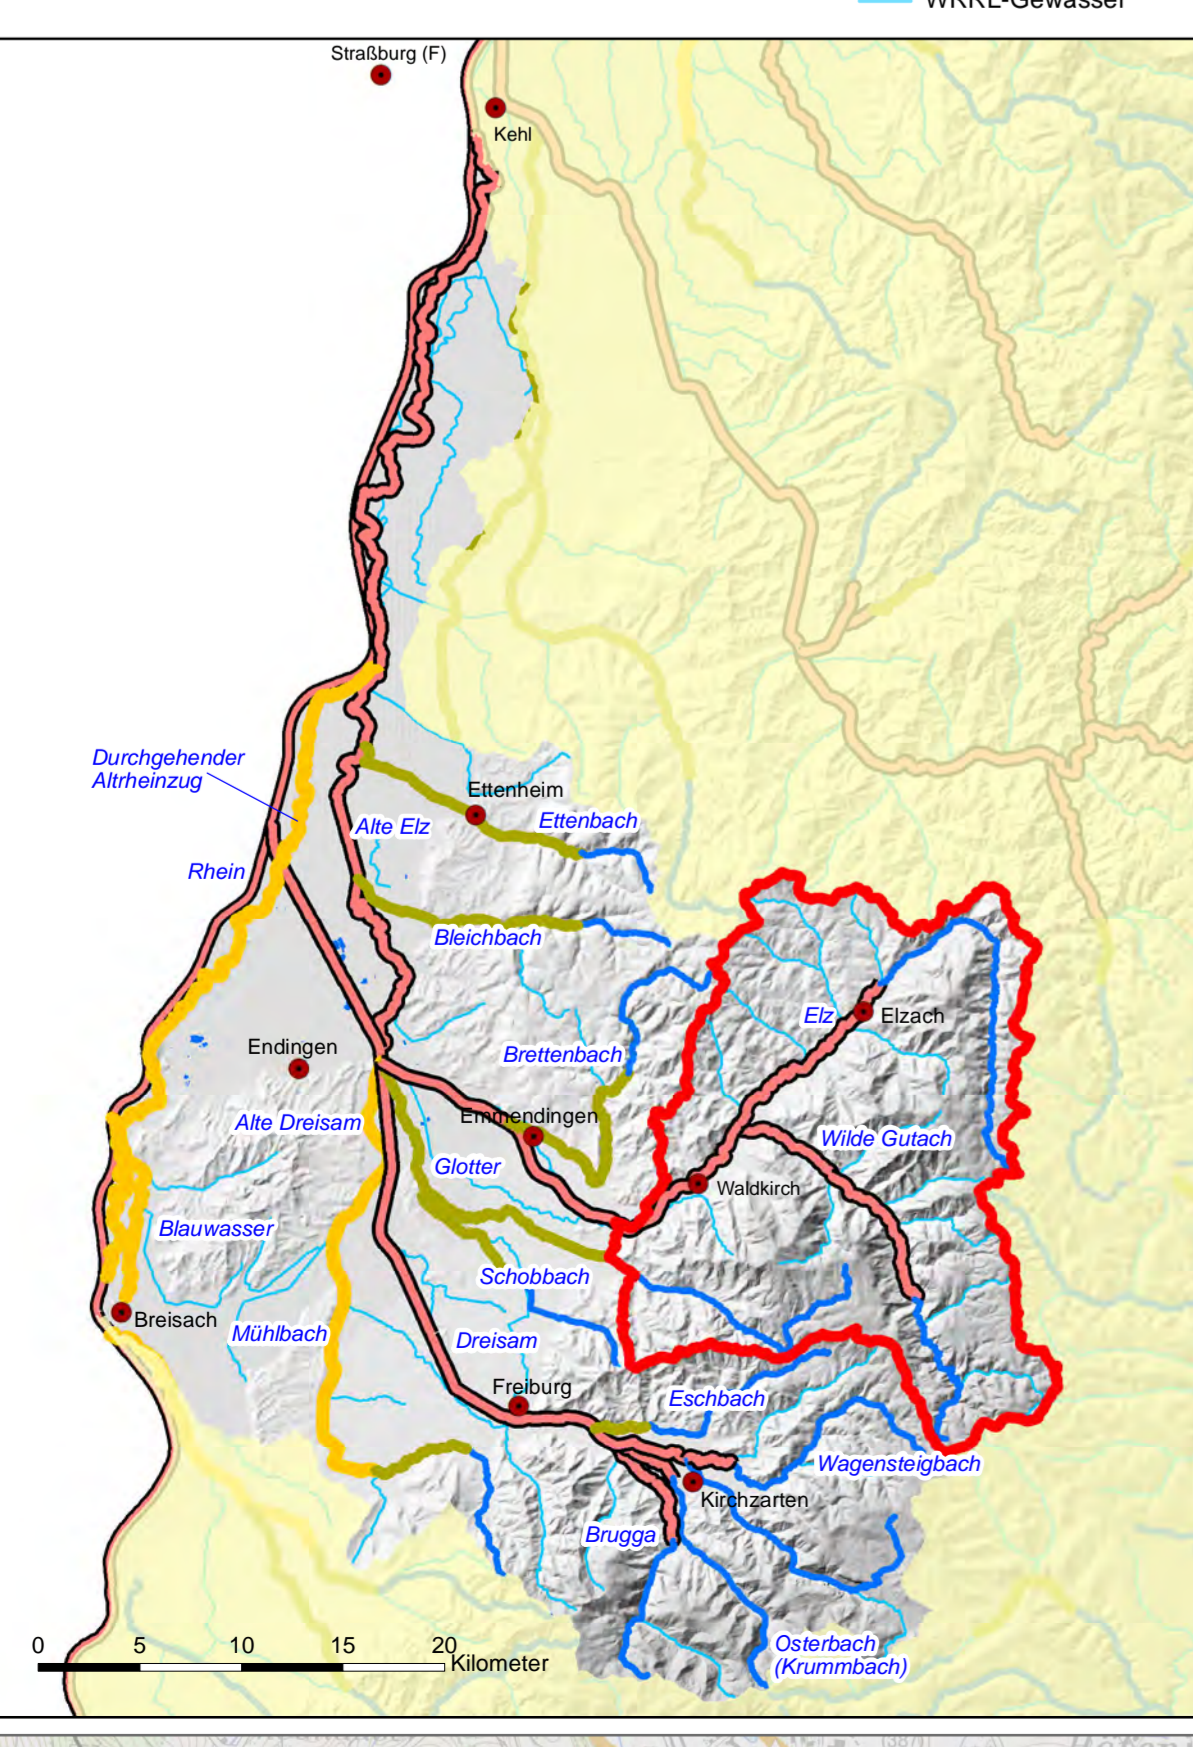 WRRL-Gewässer
Straßburg (F)
Kehl
Durchgehender
Altrheinzug
Ettenheim
Alte Elz
Ettenbach
Rhein
Bleichbach
Elz
Elzach
Endingen
Brettenbach
Emmendingen
Alte Dreisam
Wilde Gutach
Glotter
Waldkirch
Blauwasser
Schobbach
Breisach
Mühlbach
Dreisam
Freiburg
Eschbach
Wagensteigbach
Kirchzarten
Brugga
Osterbach
(Krummbach)
0 5 10 15 20
Kilometer